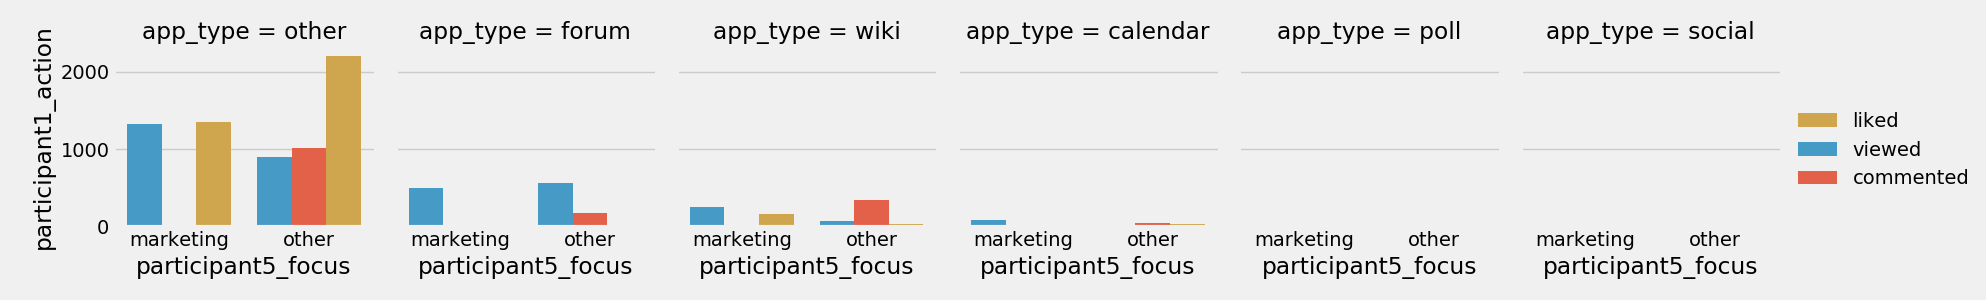 app_type = other
app_type = forum
app_type = wiki
app_type = calendar
app_type = poll
app_type = social
participant1_action
2000
1000
0
marketing other
marketing other
marketing other
marketing other
marketing other
marketing other
participant5_focus
participant5_focus
participant5_focus
participant5_focus
participant5_focus
participant5_focus
liked
viewed
commented